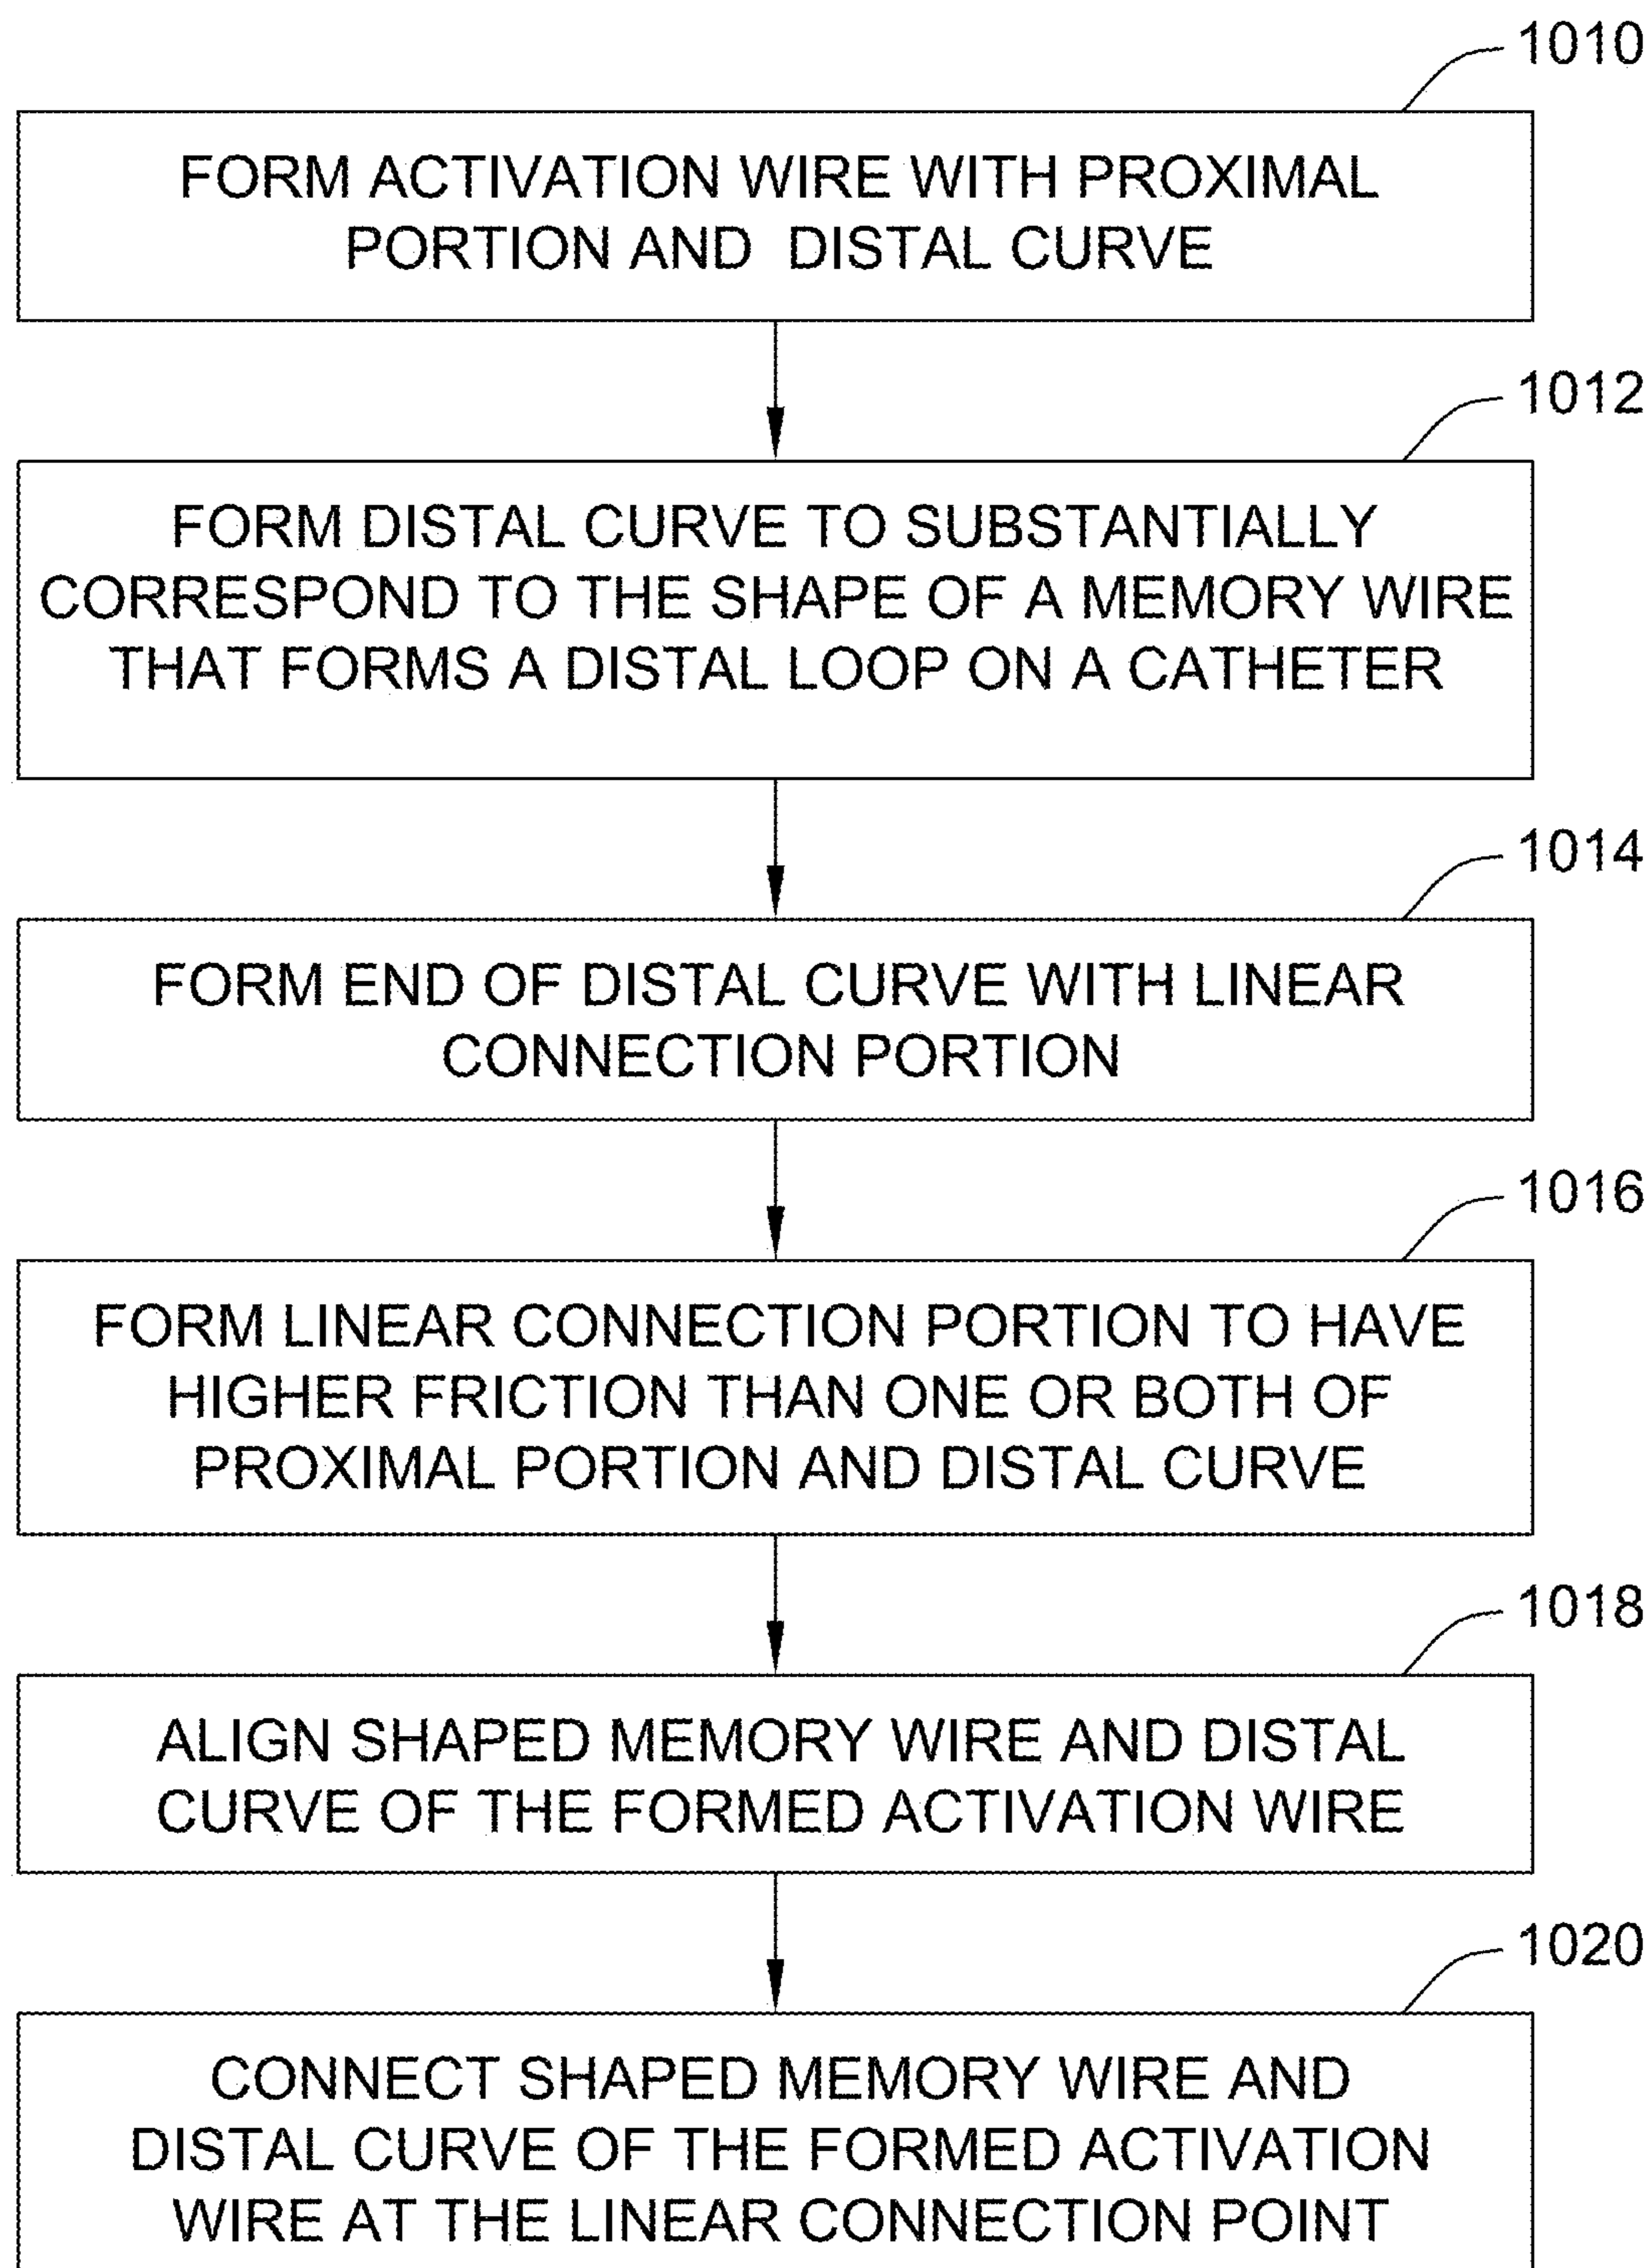 1010
FORM ACTIVATION WIRE WITH PROXIMAL
PORTION AND DISTAL CURVE
1012
FORM DISTAL CURVE TO SUBSTANTIALLY
CORRESPOND TO THE SHAPE OF A MEMORY WIRE
THAT FORMS A DISTAL LOOP ON A CATHETER
1014
FORM END OF DISTAL CURVE WITH LINEAR
CONNECTION PORTION
1016
FORM LINEAR CONNECTION PORTION TO HAVE
HIGHER FRICTION THAN ONE OR BOTH OF
PROXIMAL PORTION AND DISTAL CURVE
1018
ALIGN SHAPED MEMORY WIRE AND DISTAL
CURVE OF THE FORMED ACTIVATION WIRE
1020
CONNECT SHAPED MEMORY WIRE AND
DISTAL CURVE OF THE FORMED ACTIVATION
WIRE AT THE LINEAR CONNECTION POINT